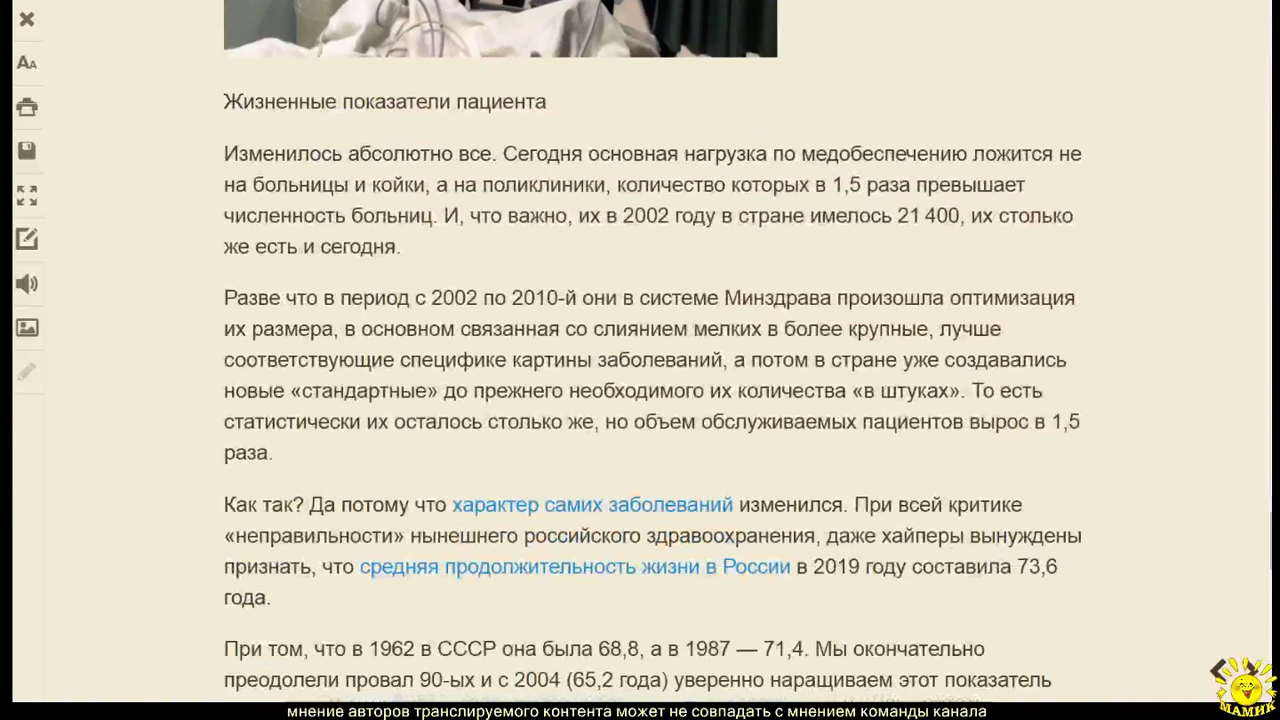 Жизненные показатели пациента
Изменилось абсолютно все. Сегодня основная нагрузка по медобеспечению ложится не
на больницы и койки, а на поликлиники, количество которых в 1,5 раза превышает
численность больниц. И, что важно, их в 2002 году в стране имелось 21 400, их столько
же есть и сегодня.
Разве что в период с 2002 по 2010-й они в системе Минздрава произошла оптимизация
их размера, в основном связанная со слиянием мелких в более крупные, лучше
соответствующие специфике картины заболеваний, а потом в стране уже создавались
новые «стандартные» до прежнего необходимого их количества «в штуках». То есть
статистически их осталось столько же, но объем обслуживаемых пациентов вырос в 1,5
раза.
Как так? Да потому что характер самих заболеваний изменился. При всей критике
«неправильности» нынешнего российского здравоохранения, даже хайперы вынуждены
признать, что средняя продолжительность жизни в России в 2019 году составила 73,6
года.
При том, что в 1962 в СССР она была 68,8, а в 1987 — 71,4. Мы окончательно
преодолели провал 90-ых и с 2004 (65,2 года) уверенно наращиваем этот показатель
мнение авторов транслируемого контента может не совпадать с мнением команды канала
МАМИК